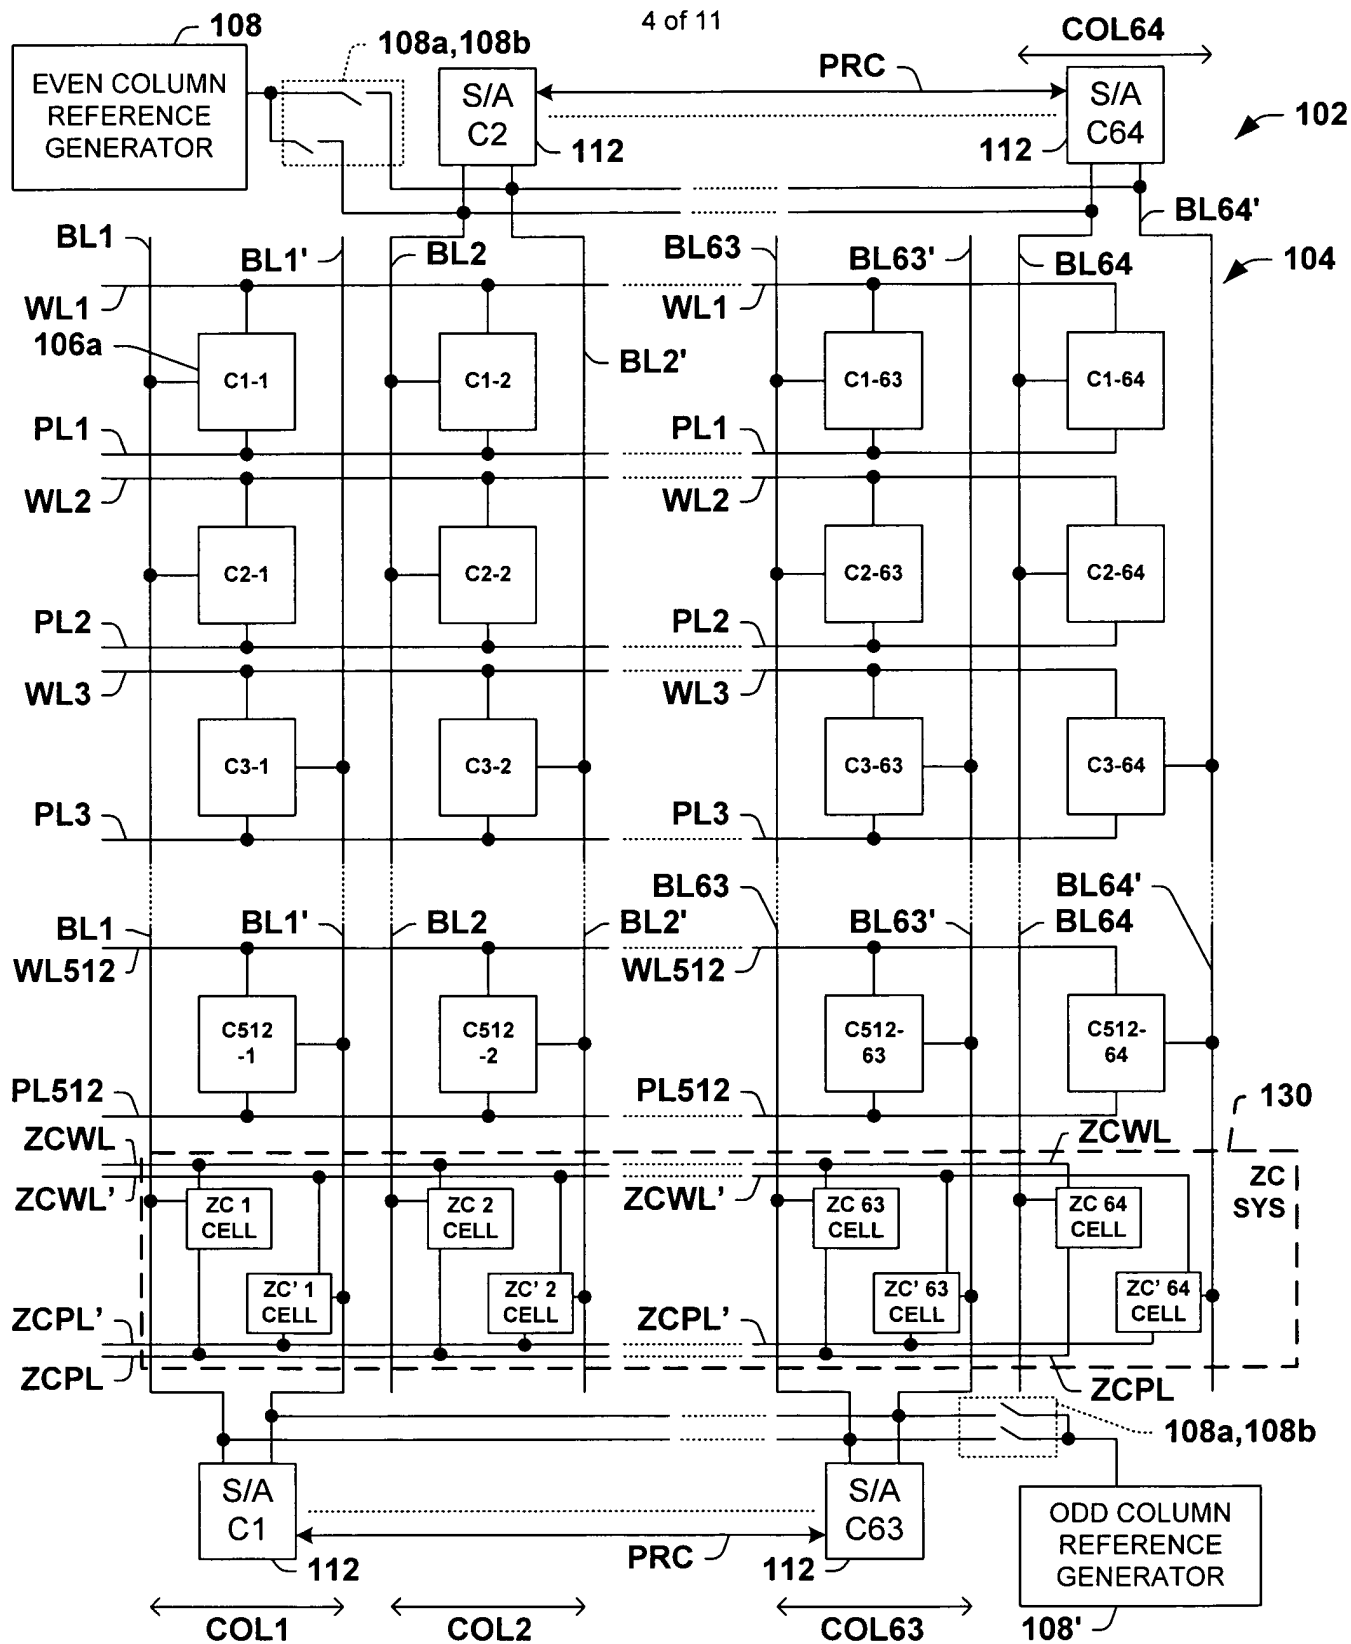 4 of 11
108
108a,108b
COL64
EVEN COLUMN
REFERENCE
GENERATOR
S/A
C2
PRC
S/A
C64
102
112
112
BL1
BL1'
BL2
BL63
BL63'
BL64
BL64'
104
WL1
WL1
106a
C1-1
C1-2
BL2'
C1-63
C1-64
PL1
PL1
WL2
WL2
C2-1
C2-2
C2-63
C2-64
PL2
PL2
WL3
WL3
C3-1
C3-2
C3-63
C3-64
PL3
PL3
BL1
BL1'
BL2
BL2'
BL63
BL63'
BL64
BL64'
WL512
WL512
C512
-1
C512
-2
C512-
63
C512-
64
PL512
PL512
130
ZCWL
ZCWL
ZC
SYS
ZCWL'
ZCWL'
ZC 1
CELL
ZC 2
CELL
ZC 63
CELL
ZC 64
CELL
ZC' 1
CELL
ZC' 2
CELL
ZC' 63
CELL
ZC' 64
CELL
ZCPL'
ZCPL'
ZCPL
ZCPL
108a,108b
S/A
C1
S/A
C63
PRC
112
112
ODD COLUMN
REFERENCE
GENERATOR
108'
COL1
COL2
COL63